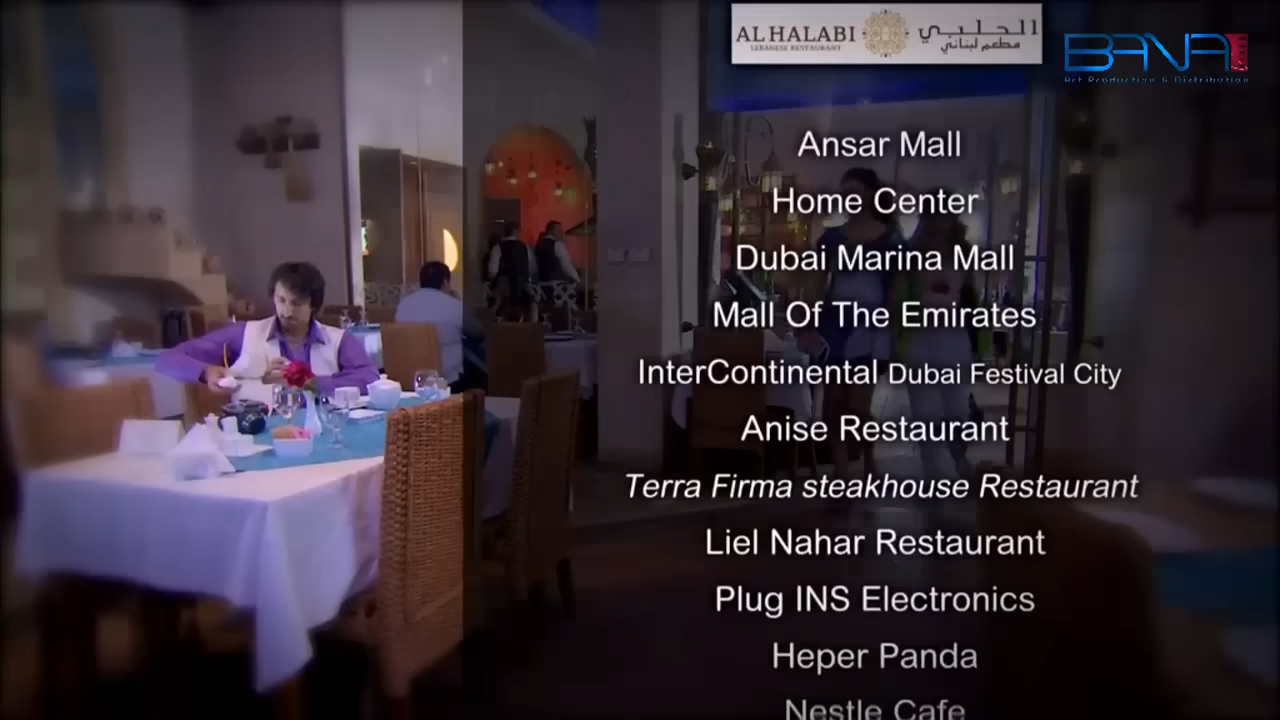 AL HALABI
LEBANESE RESTAURANT
الحلبي
مطعم لبناني
BANA
Art Production & Distribution
Ansar Mall
Home Center
Dubai Marina Mall
Mall Of The Emirates
InterContinental Dubai Festival City
Anise Restaurant
Terra Firma steakhouse Restaurant
Liel Nahar Restaurant
Plug INS Electronics
Heper Panda
Nestle Cafe